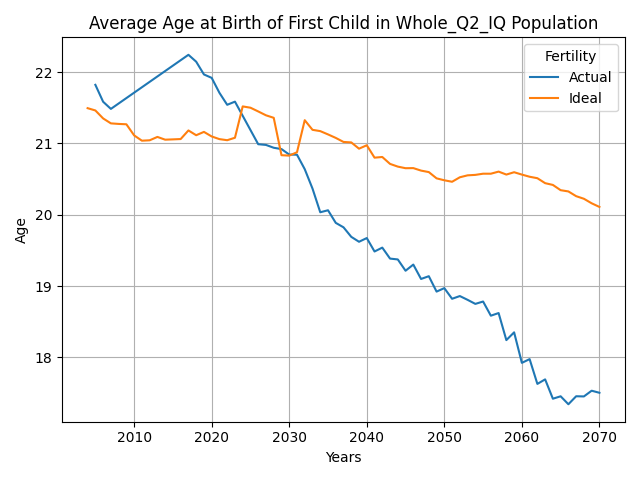 Average Age at Birth of First Child in Whole_Q2_IQ Population
Fertility
Actual
Ideal
22
21
20
19
18
Age
2010 2020 2030 2040 2050 2060 2070
Years